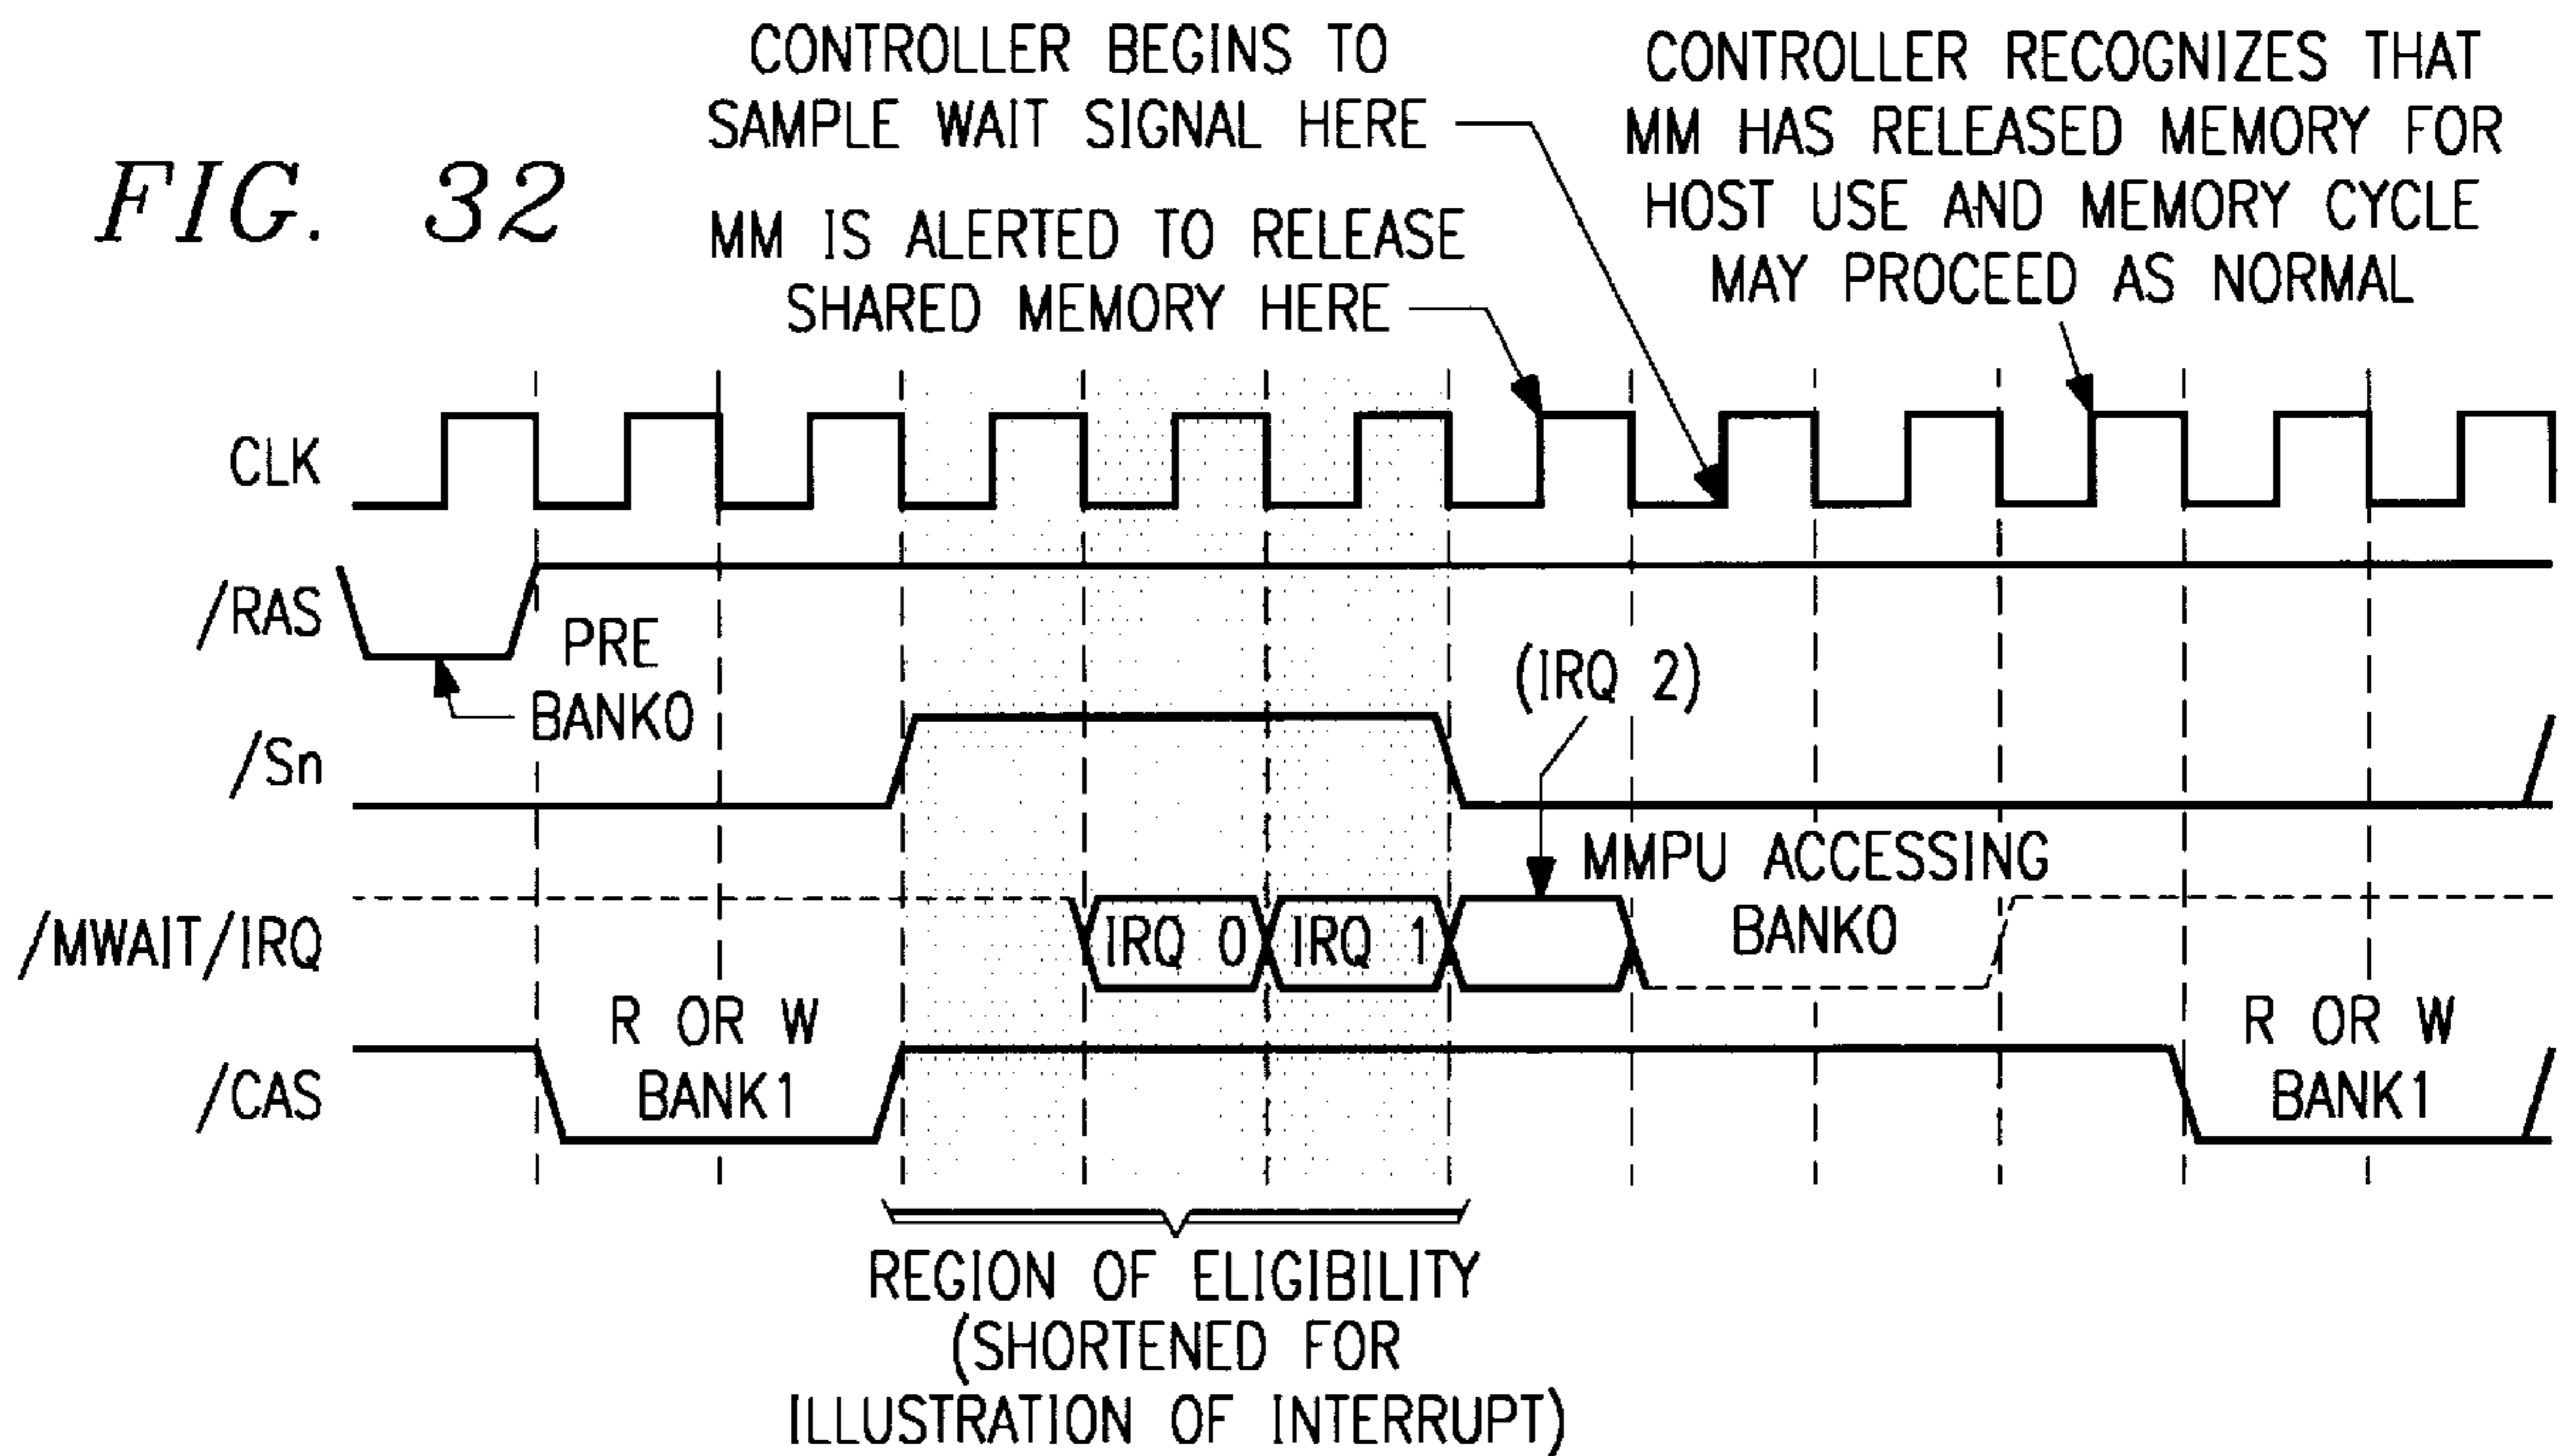 FIG. 32
CONTROLLER BEGINS TO
SAMPLE WAIT SIGNAL HERE
MM IS ALERTED TO RELEASE
SHARED MEMORY HERE
CONTROLLER RECOGNIZES THAT
MM HAS RELEASED MEMORY FOR
HOST USE AND MEMORY CYCLE
MAY PROCEED AS NORMAL
CLK
/RAS
PRE
BANK0
/Sn
(IRQ 2)
/MWAIT/IRQ
IRQ 0
IRQ 1
MMPU ACCESSING
BANK0
/CAS
R OR W
BANK1
R OR W
BANK1
REGION OF ELIGIBILITY
(SHORTENED FOR
ILLUSTRATION OF INTERRUPT)